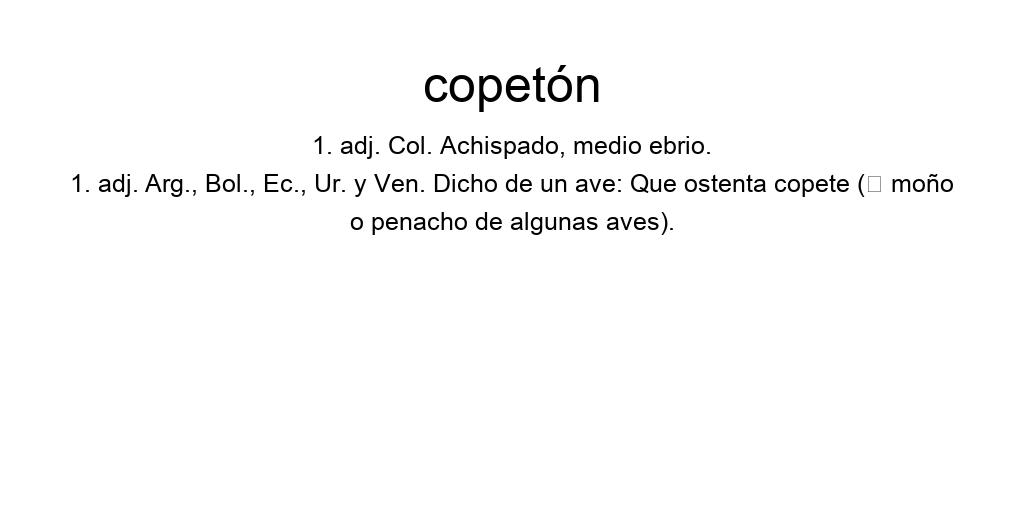 copetón
1. adj. Col. Achispado, medio ebrio.
1. adj. Arg., Bol., Ec., Ur. y Ven. Dicho de un ave: Que ostenta copete (□ moño
o penacho de algunas aves).